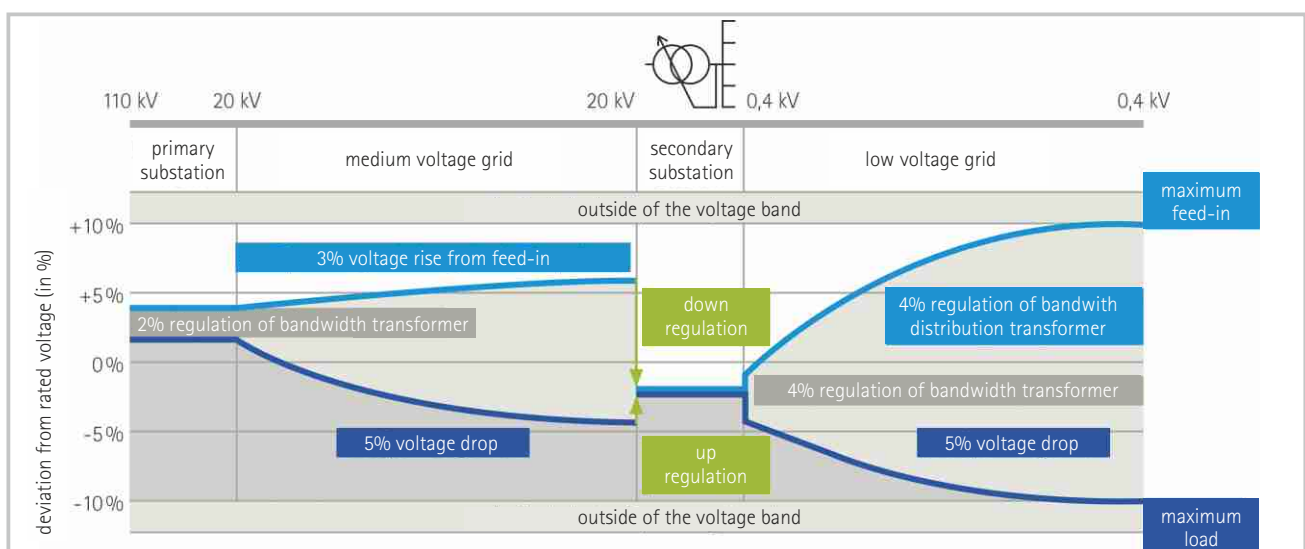 110 kV
20 kV
20 kV
0,4 kV
0,4 kV
primary
substation
medium voltage grid
secondary
substation
low voltage grid
maximum
feed-in
outside of the voltage band
deviation from rated voltage (in %)
+10%
3% voltage rise from feed-in
+5%
2% regulation of bandwidth transformer
down
regulation
4% regulation of bandwith
distribution transformer
0%
4% regulation of bandwidth transformer
-5%
5% voltage drop
up
regulation
5% voltage drop
-10%
outside of the voltage band
maximum
load